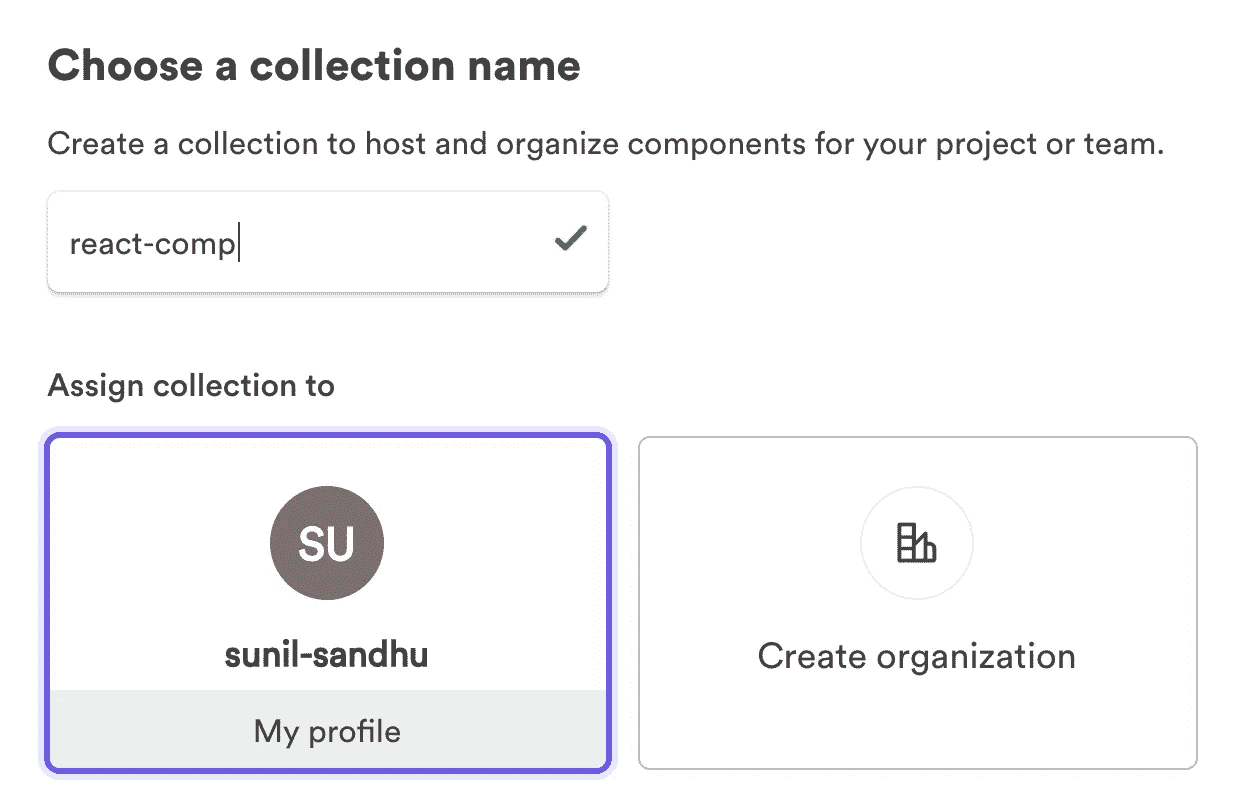 Choose a collection name
Create a collection to host and organize components for your project or team.
react-comp
Assign collection to
SU
sunil-sandhu
My profile
Create organization